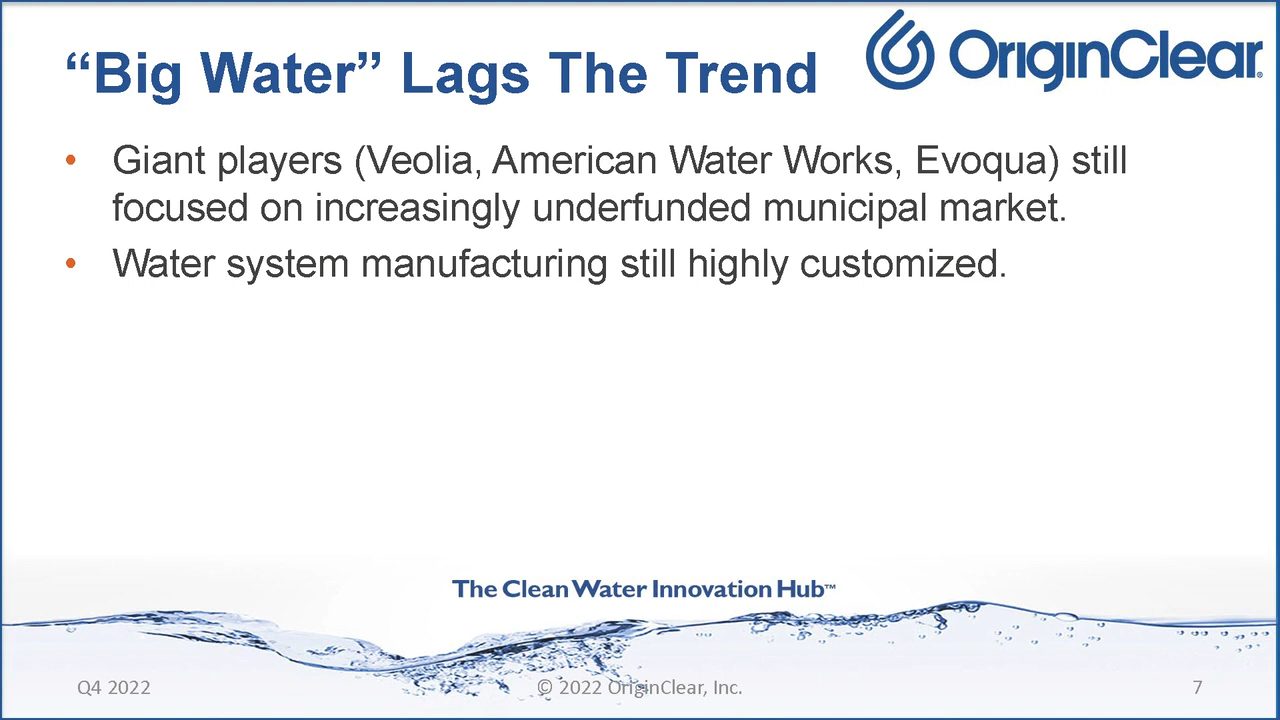 “Big Water” Lags The Trend
OriginClear®
• Giant players (Veolia, American Water Works, Evoqua) still
focused on increasingly underfunded municipal market.
• Water system manufacturing still highly customized.
The Clean Water Innovation Hub™
Q4 2022
© 2022 OriginClear, Inc.
7